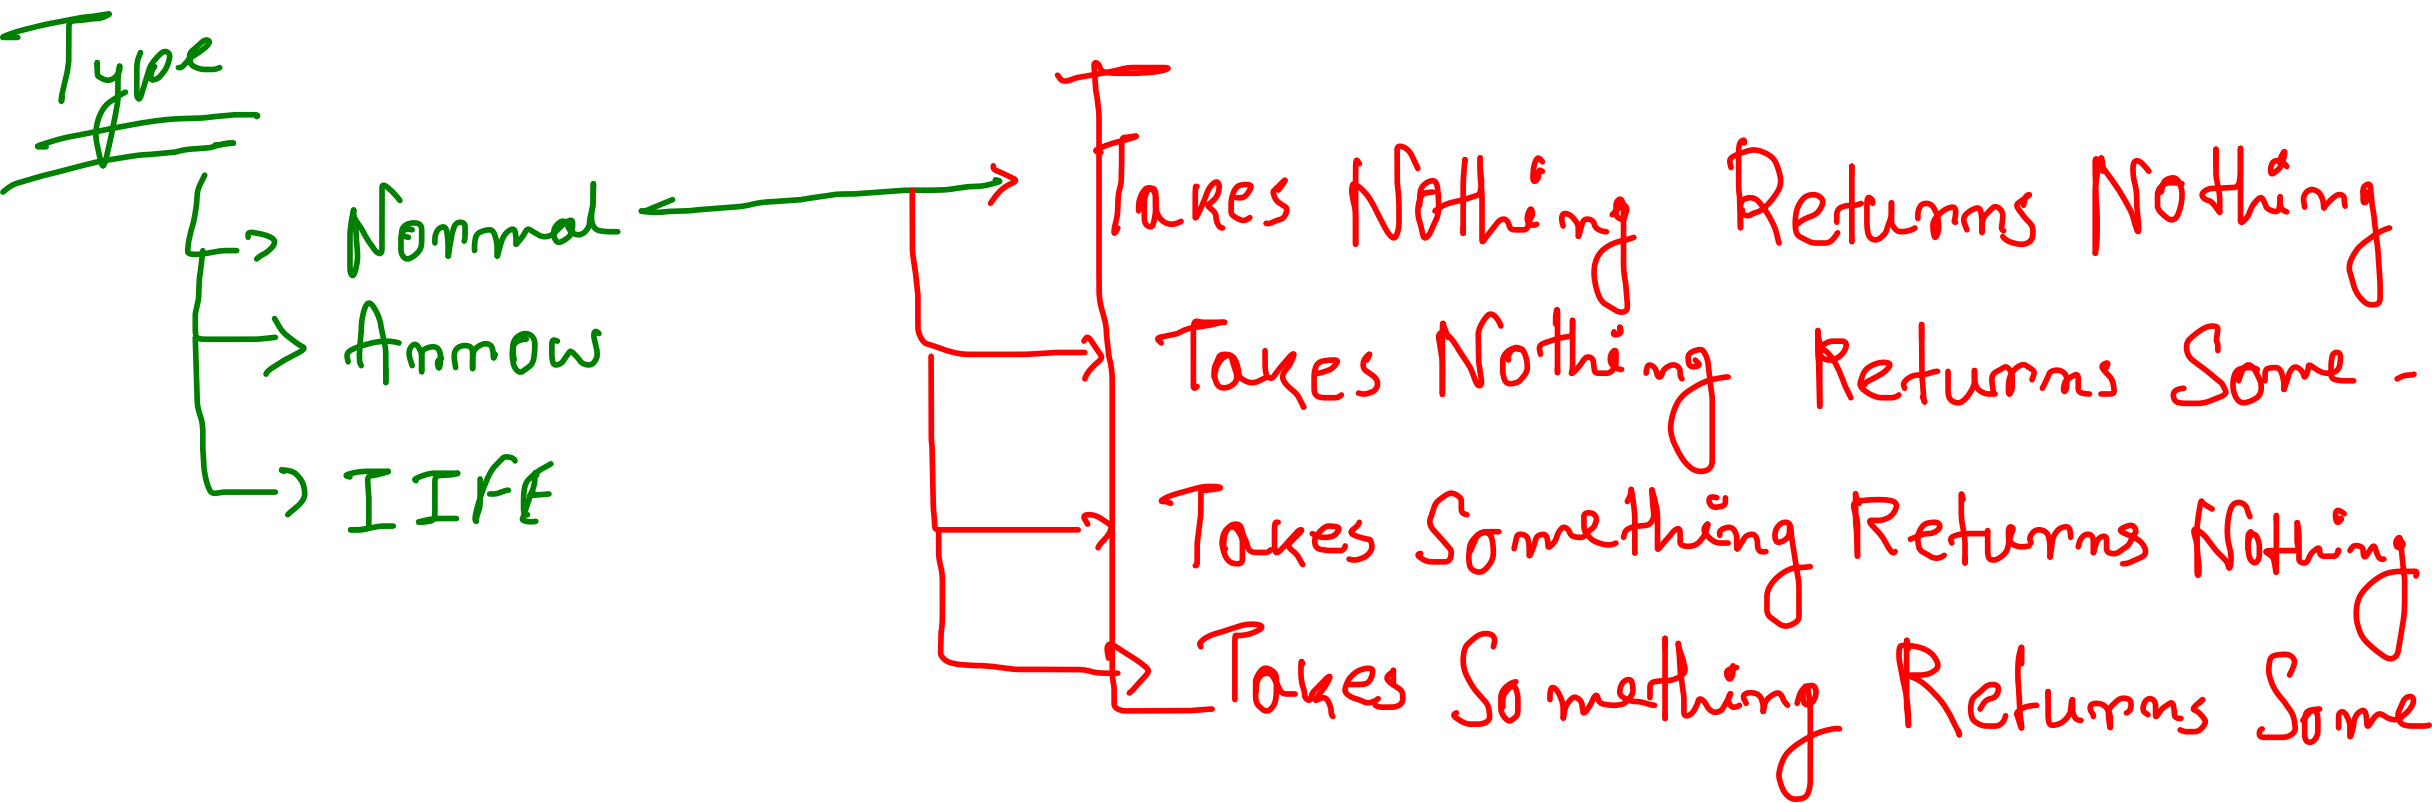 Type
Normal
Arrow
IIFE
Takes Nothing Returns Nothing
Takes Nothing Returns Some -
Takes Something Returns Nothing
Takes Something Returns Some